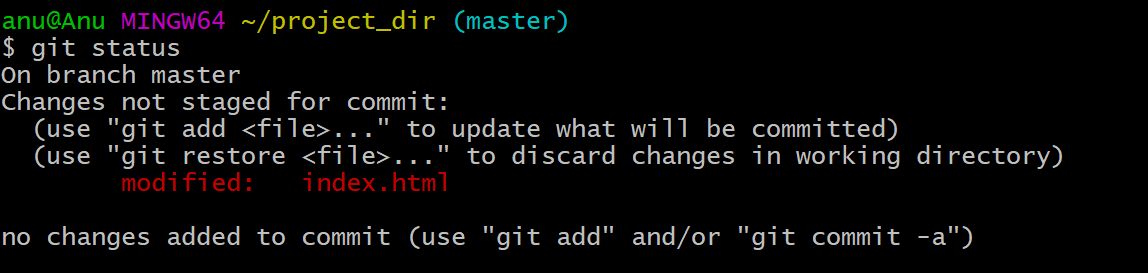 anu@Anu MINGW64 ~/project_dir (master)
$ git status
On branch master
Changes not staged for commit:
  (use "git add <file>..." to update what will be committed)
  (use "git restore <file>..." to discard changes in working directory)
        modified:   index.html

no changes added to commit (use "git add" and/or "git commit -a")